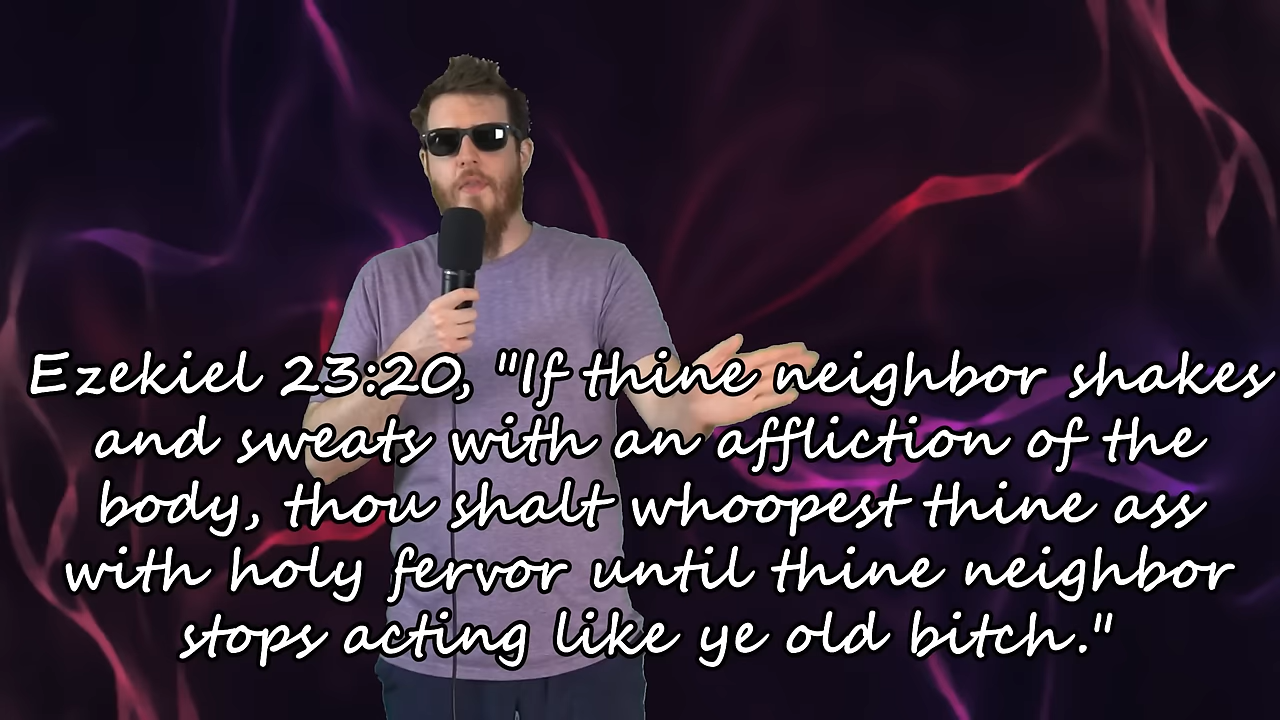 Ezekiel 23:20, "If thine neighbor shakes
and sweats with an affliction of the
body, thou shalt whoopest thine ass
with holy fervor until thine neighbor
stops acting like ye old bitch."